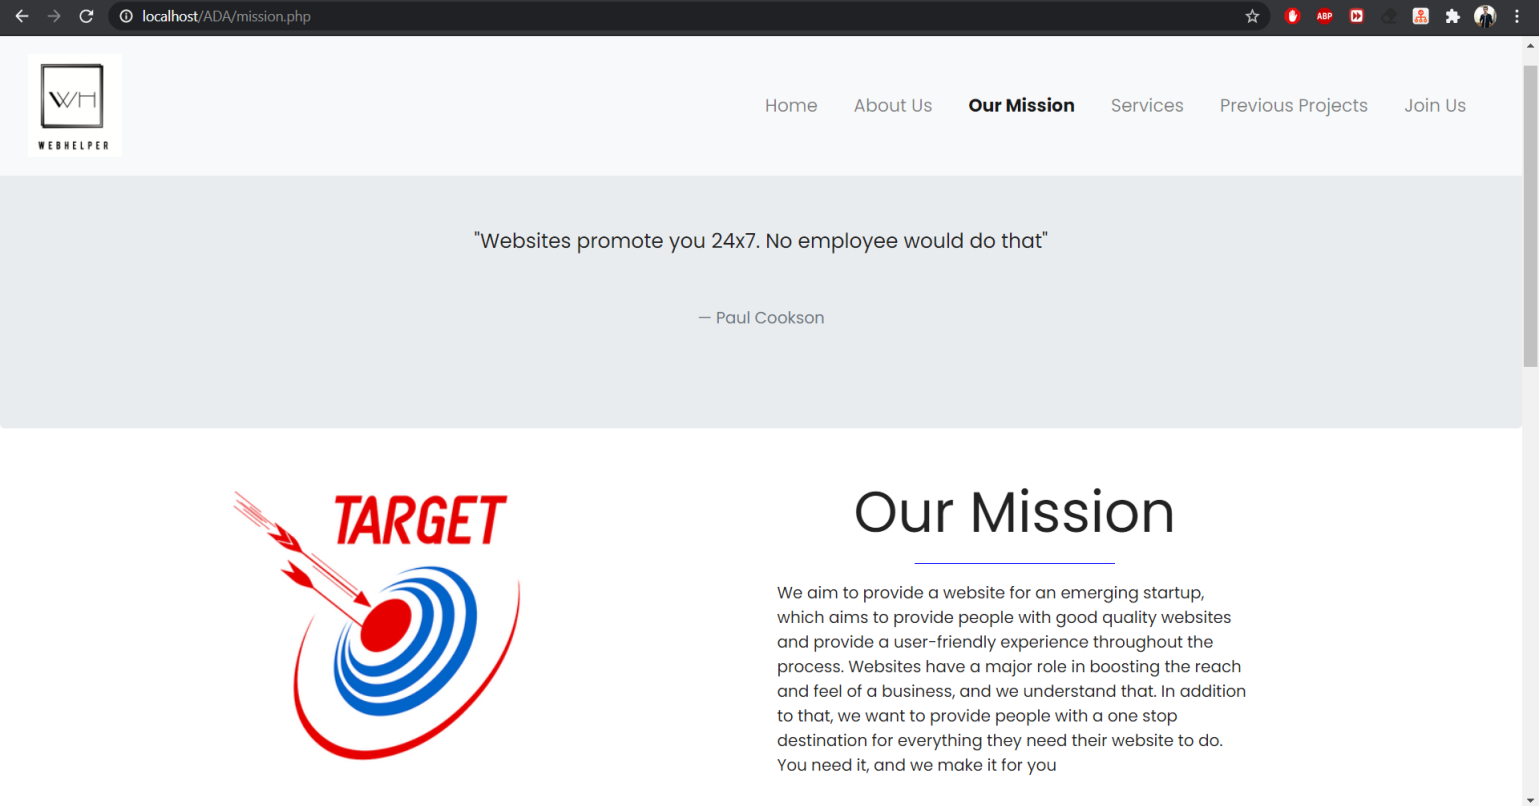 localhost/ADA/mission.php
ABP
WH
WEBHELPER
Home About Us Our Mission Services Previous Projects Join Us
"Websites promote you 24x7. No employee would do that"
— Paul Cookson
TARGET
Our Mission
We aim to provide a website for an emerging startup,
which aims to provide people with good quality websites
and provide a user-friendly experience throughout the
process. Websites have a major role in boosting the reach
and feel of a business, and we understand that. In addition
to that, we want to provide people with a one stop
destination for everything they need their website to do.
You need it, and we make it for you